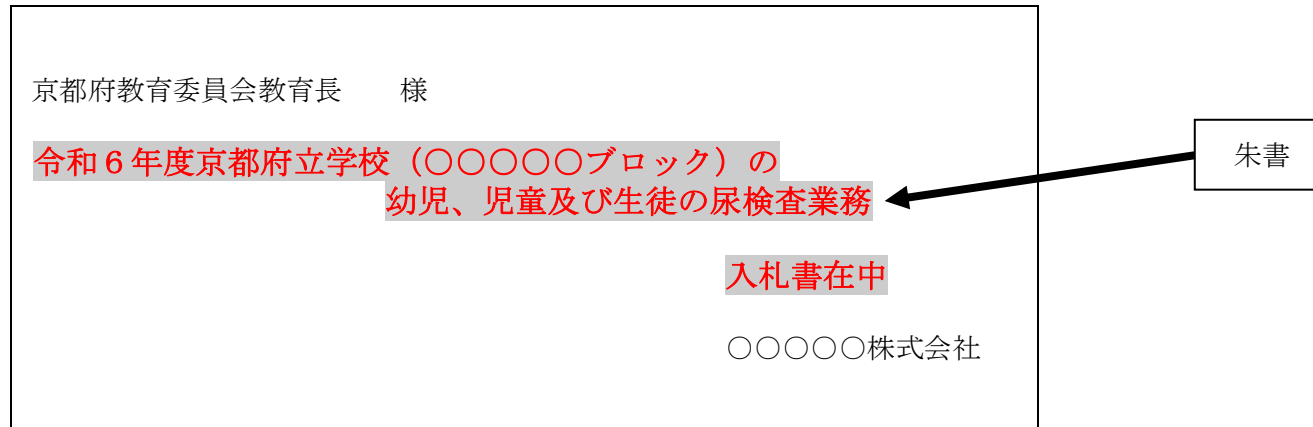 京都府教育委員会教育長　　様
令和６年度京都府立学校（○○○○○ブロック）の
幼児、児童及び生徒の尿検査業務
朱書
入札書在中
○○○○○株式会社